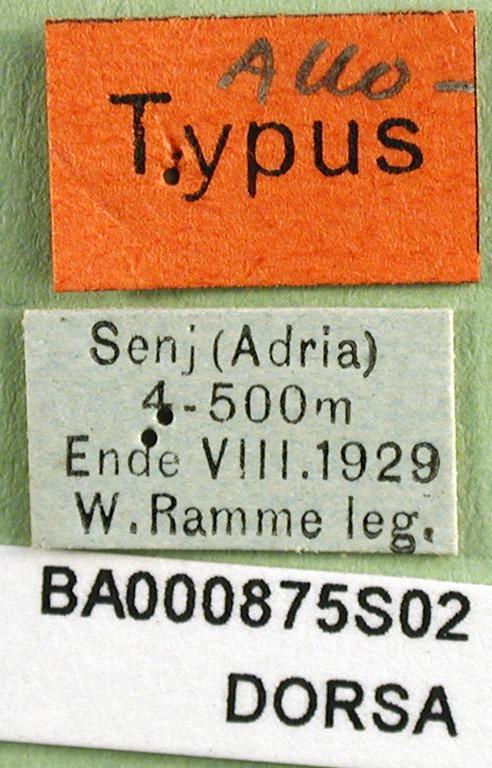 Allo-
Typus
Senj (Adria)
4-500m
Ende VIII.1929
W. Ramme leg.
BA000875S02
DORSA